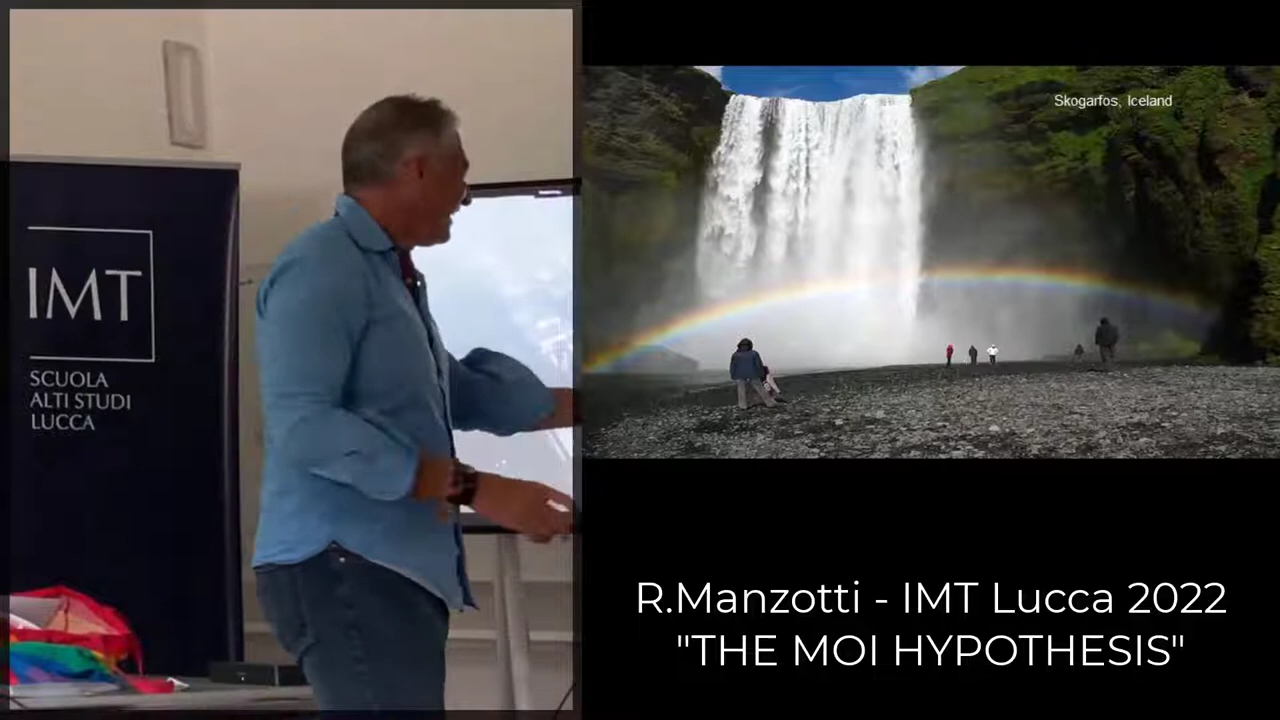 IMT
SCUOLA
ALTI STUDI
LUCCA
Skogarfos, Iceland
R.Manzotti - IMT Lucca 2022
"THE MOI HYPOTHESIS"